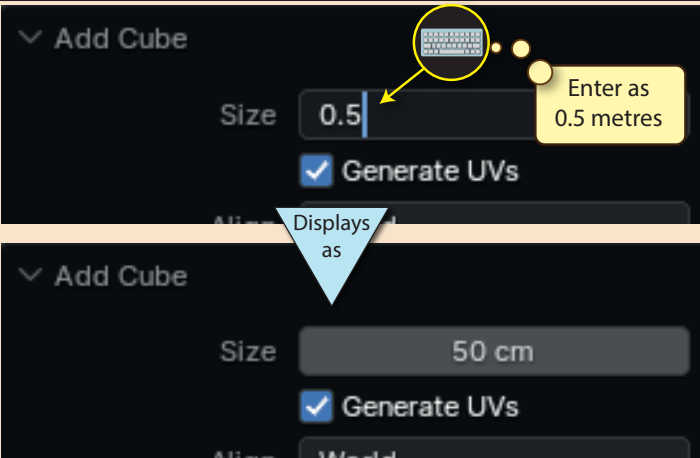 Add Cube
Size 0.5
Enter as
0.5 metres
Generate UVs
Displays
as
Add Cube
Size 50 cm
Generate UVs